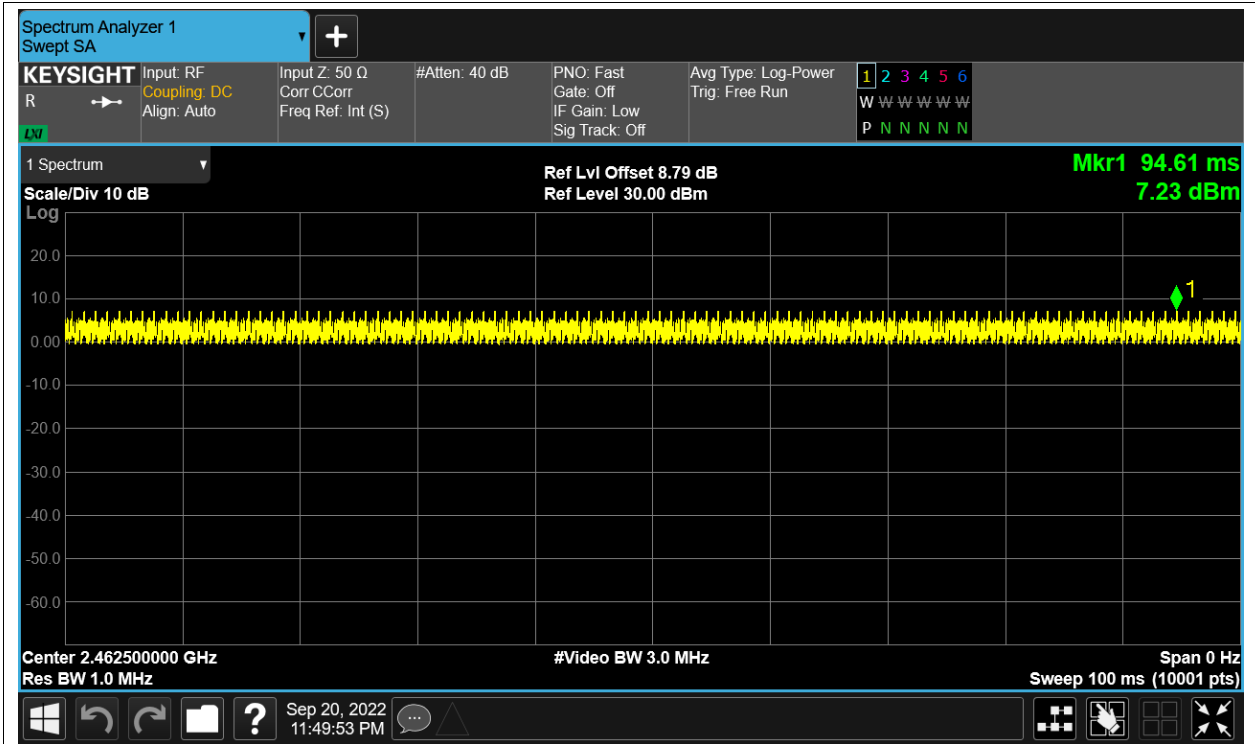 Spectrum Analyzer 1
Swept SA
KEYSIGHT
R
LXI
Input: RF
Coupling: DC
Align: Auto
Input Z: 50 Ω
Corr CCorr
Freq Ref: Int (S)
#Atten: 40 dB
PNO: Fast
Gate: Off
IF Gain: Low
Sig Track: Off
Avg Type: Log-Power
Trig: Free Run
1 2 3 4 5 6
W W W W W W
P N N N N N
1 Spectrum
Scale/Div 10 dB
Ref Lvl Offset 8.79 dB
Ref Level 30.00 dBm
Mkr1 94.61 ms
7.23 dBm
Log
20.0
10.0
1
0.00
-10.0
-20.0
-30.0
-40.0
-50.0
-60.0
Center 2.462500000 GHz
Res BW 1.0 MHz
#Video BW 3.0 MHz
Span 0 Hz
Sweep 100 ms (10001 pts)
?
Sep 20, 2022
11:49:53 PM